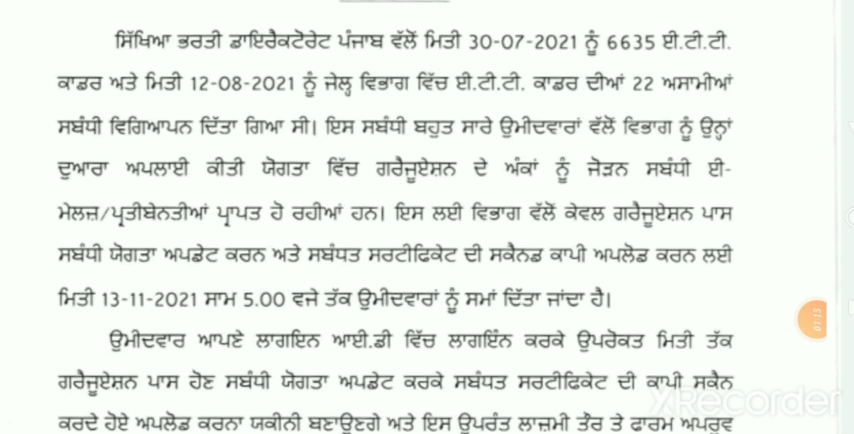 ਸਿੱਖਿਆ ਭਰਤੀ ਡਾਇਰੈਕਟੋਰੇਟ ਪੰਜਾਬ ਵੱਲੋਂ ਮਿਤੀ 30-07-2021 ਨੂੰ 6635 ਈ.ਟੀ.ਟੀ.
ਕਾਡਰ ਅਤੇ ਮਿਤੀ 12-08-2021 ਨੂੰ ਜੇਲ੍ਹ ਵਿਭਾਗ ਵਿੱਚ ਈ.ਟੀ.ਟੀ. ਕਾਡਰ ਦੀਆਂ 22 ਅਸਾਮੀਆਂ
ਸਬੰਧੀ ਵਿਗਿਆਪਨ ਦਿੱਤਾ ਗਿਆ ਸੀ। ਇਸ ਸਬੰਧੀ ਬਹੁਤ ਸਾਰੇ ਉਮੀਦਵਾਰਾਂ ਵੱਲੋਂ ਵਿਭਾਗ ਨੂੰ ਉਨ੍ਹਾਂ
ਦੁਆਰਾ ਅਪਲਾਈ ਕੀਤੀ ਯੋਗਤਾ ਵਿੱਚ ਗਰੈਜੂਏਸ਼ਨ ਦੇ ਅੰਕਾਂ ਨੂੰ ਜੋੜਨ ਸਬੰਧੀ ਈ-
ਮੇਲਜ਼/ਪ੍ਰਤੀਬੇਨਤੀਆਂ ਪ੍ਰਾਪਤ ਹੋ ਰਹੀਆਂ ਹਨ। ਇਸ ਲਈ ਵਿਭਾਗ ਵੱਲੋਂ ਕੇਵਲ ਗਰੈਜੂਏਸ਼ਨ ਪਾਸ
ਸਬੰਧੀ ਯੋਗਤਾ ਅਪਡੇਟ ਕਰਨ ਅਤੇ ਸਬੰਧਤ ਸਰਟੀਫਿਕੇਟ ਦੀ ਸਕੈਨਡ ਕਾਪੀ ਅਪਲੋਡ ਕਰਨ ਲਈ
ਮਿਤੀ 13-11-2021 ਸਾਮ 5.00 ਵਜੇ ਤੱਕ ਉਮੀਦਵਾਰਾਂ ਨੂੰ ਸਮਾਂ ਦਿੱਤਾ ਜਾਂਦਾ ਹੈ।
01:15
ਉਮੀਦਵਾਰ ਆਪਣੇ ਲਾਗਇਨ ਆਈ.ਡੀ ਵਿੱਚ ਲਾਗਇੰਨ ਕਰਕੇ ਉਪਰੋਕਤ ਮਿਤੀ ਤੱਕ
ਗਰੈਜੂਏਸ਼ਨ ਪਾਸ ਹੋਣ ਸਬੰਧੀ ਯੋਗਤਾ ਅਪਡੇਟ ਕਰਕੇ ਸਬੰਧਤ ਸਰਟੀਫਿਕੇਟ ਦੀ ਕਾਪੀ ਸਕੈਨ
ਕਰਦੇ ਹੋਏ ਅਪਲੋਡ ਕਰਨਾ ਯਕੀਨੀ ਬਣਾਉਣਗੇ ਅਤੇ ਇਸ ਉਪਰੰਤ ਲਾਜ਼ਮੀ ਤੌਰ ਤੇ ਫਾਰਮ ਅਪਰੂਵ
XRecorder